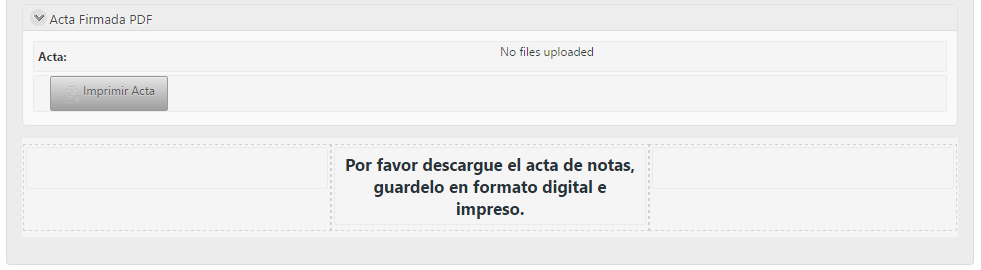 Acta Firmada PDF
Acta:
No files uploaded
Imprimir Acta
Por favor descargue el acta de notas,
guardelo en formato digital e
impreso.